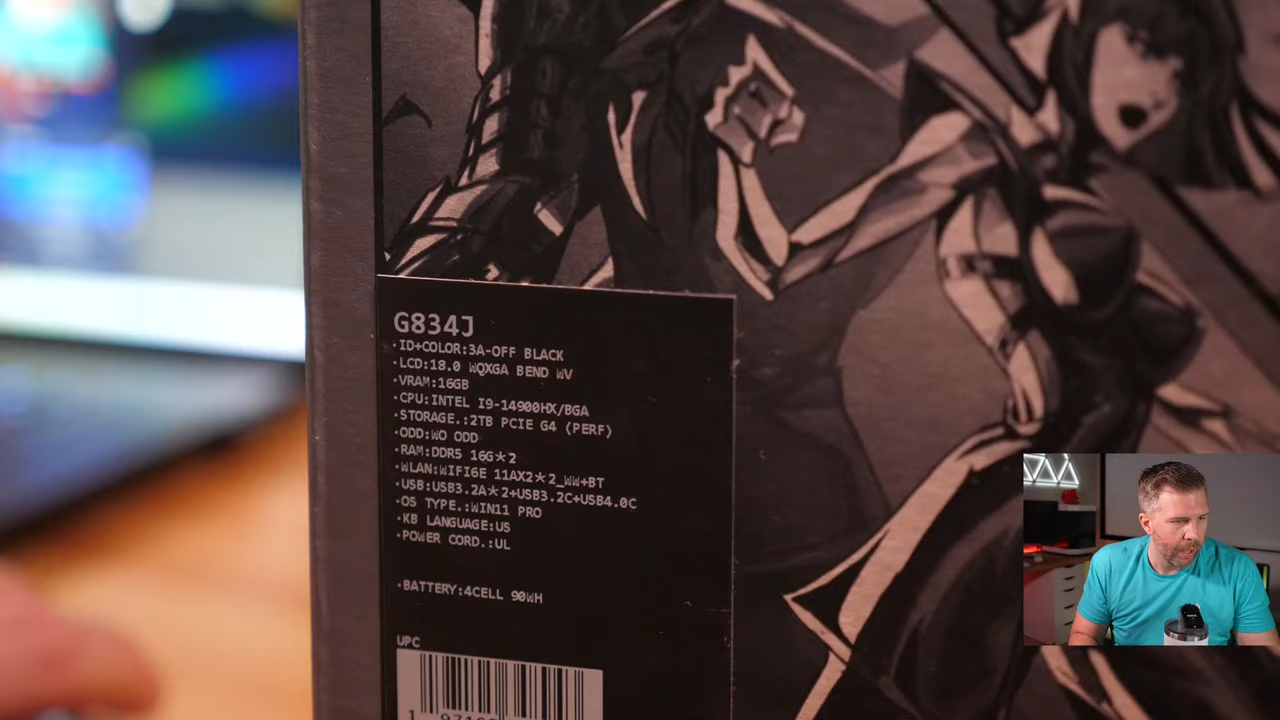 G834J
·ID+COLOR:3A-OFF BLACK
·LCD:18.0 WQXGA BEND WV
·VRAM:16GB
·CPU:INTEL I9-14900HX/BGA
·STORAGE.:2TB PCIE G4 (PERF)
·ODD:WO ODD
·RAM:DDR5 16G*2
·WLAN:WIFI6E 11AX2*2_WW+BT
·USB:USB3.2A*2+USB3.2C+USB4.0C
·OS TYPE.:WIN11 PRO
·KB LANGUAGE:US
·POWER CORD.:UL
·BATTERY:4CELL 90WH
UPC